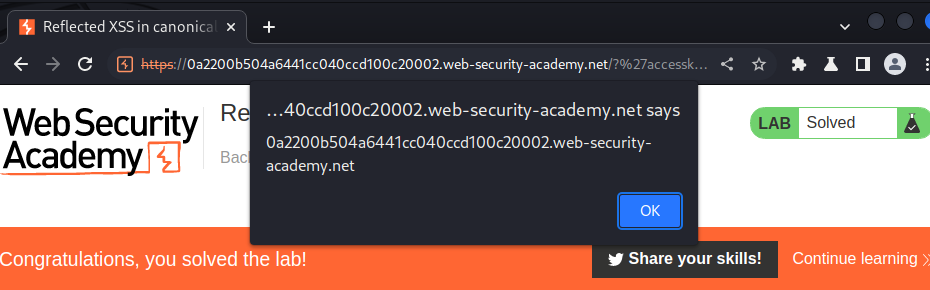 Reflected XSS in canonical
https://0a2200b504a6441cc040ccd100c20002.web-security-academy.net/?%27accessk...
...40ccd100c20002.web-security-academy.net says
0a2200b504a6441cc040ccd100c20002.web-security-
academy.net
OK
WebSecurity
Academy
Re
Back
LAB
Solved
Congratulations, you solved the lab!
Share your skills!
Continue learning